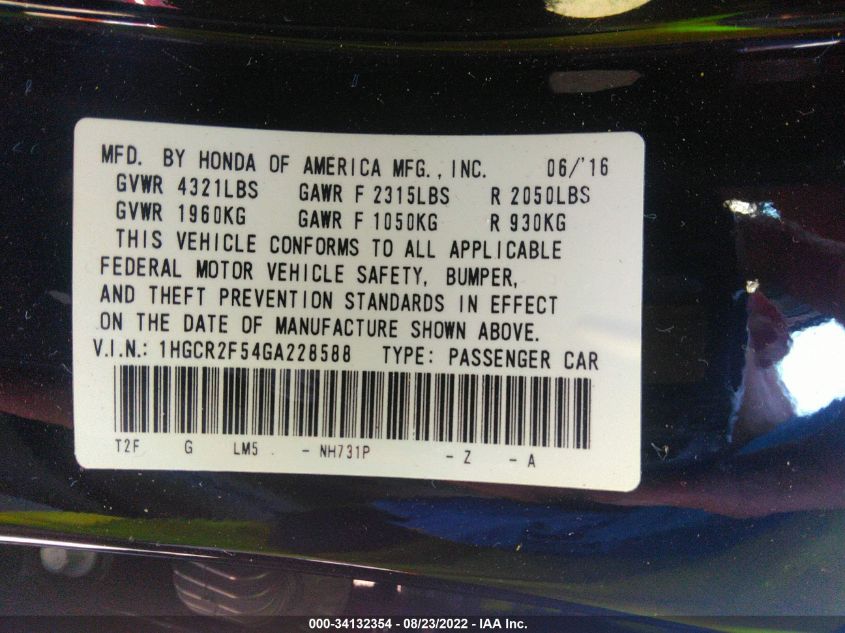 MFD. BY HONDA OF AMERICA MFG., INC. 06/'16
GVWR 4321LBS GAWR F 2315LBS R 2050LBS
GVWR 1960KG GAWR F 1050KG R 930KG
THIS VEHICLE CONFORMS TO ALL APPLICABLE
FEDERAL MOTOR VEHICLE SAFETY, BUMPER,
AND THEFT PREVENTION STANDARDS IN EFFECT
ON THE DATE OF MANUFACTURE SHOWN ABOVE.
V.I.N.: 1HGCR2F54GA228588 TYPE: PASSENGER CAR
T2F G LM5 - NH731P - Z - A
000-34132354 - 08/23/2022 - IAA Inc.